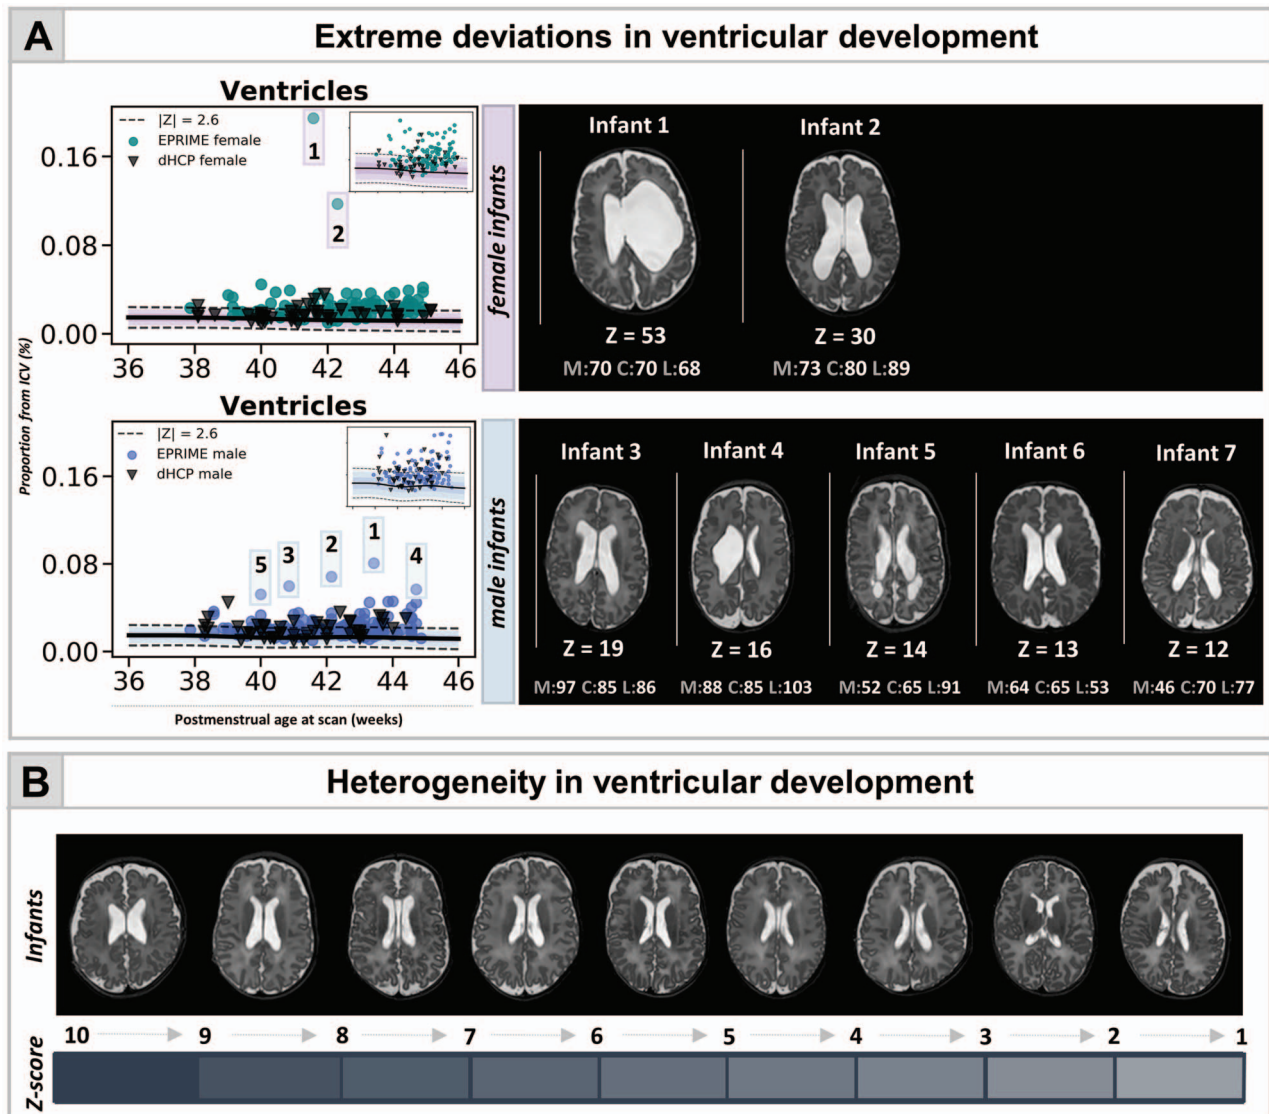 A
Extreme deviations in ventricular development
Ventricles
|Z| = 2.6
EPRIME female
dHCP female
1
2
0.16
0.08
0.00
36 38 40 42 44 46
female infants
Infant 1 Infant 2
Z = 53 Z = 30
M:70 C:70 L:68 M:73 C:80 L:89
Proportion from ICV (%)
Ventricles
|Z| = 2.6
EPRIME male
dHCP male
5 3 2 1 4
0.16
0.08
0.00
36 38 40 42 44 46
Postmenstrual age at scan (weeks)
male infants
Infant 3 Infant 4 Infant 5 Infant 6 Infant 7
Z = 19 Z = 16 Z = 14 Z = 13 Z = 12
M:97 C:85 L:86 M:88 C:85 L:103 M:52 C:65 L:91 M:64 C:65 L:53 M:46 C:70 L:77
B
Heterogeneity in ventricular development
Infants
10 9 8 7 6 5 4 3 2 1
Z-score